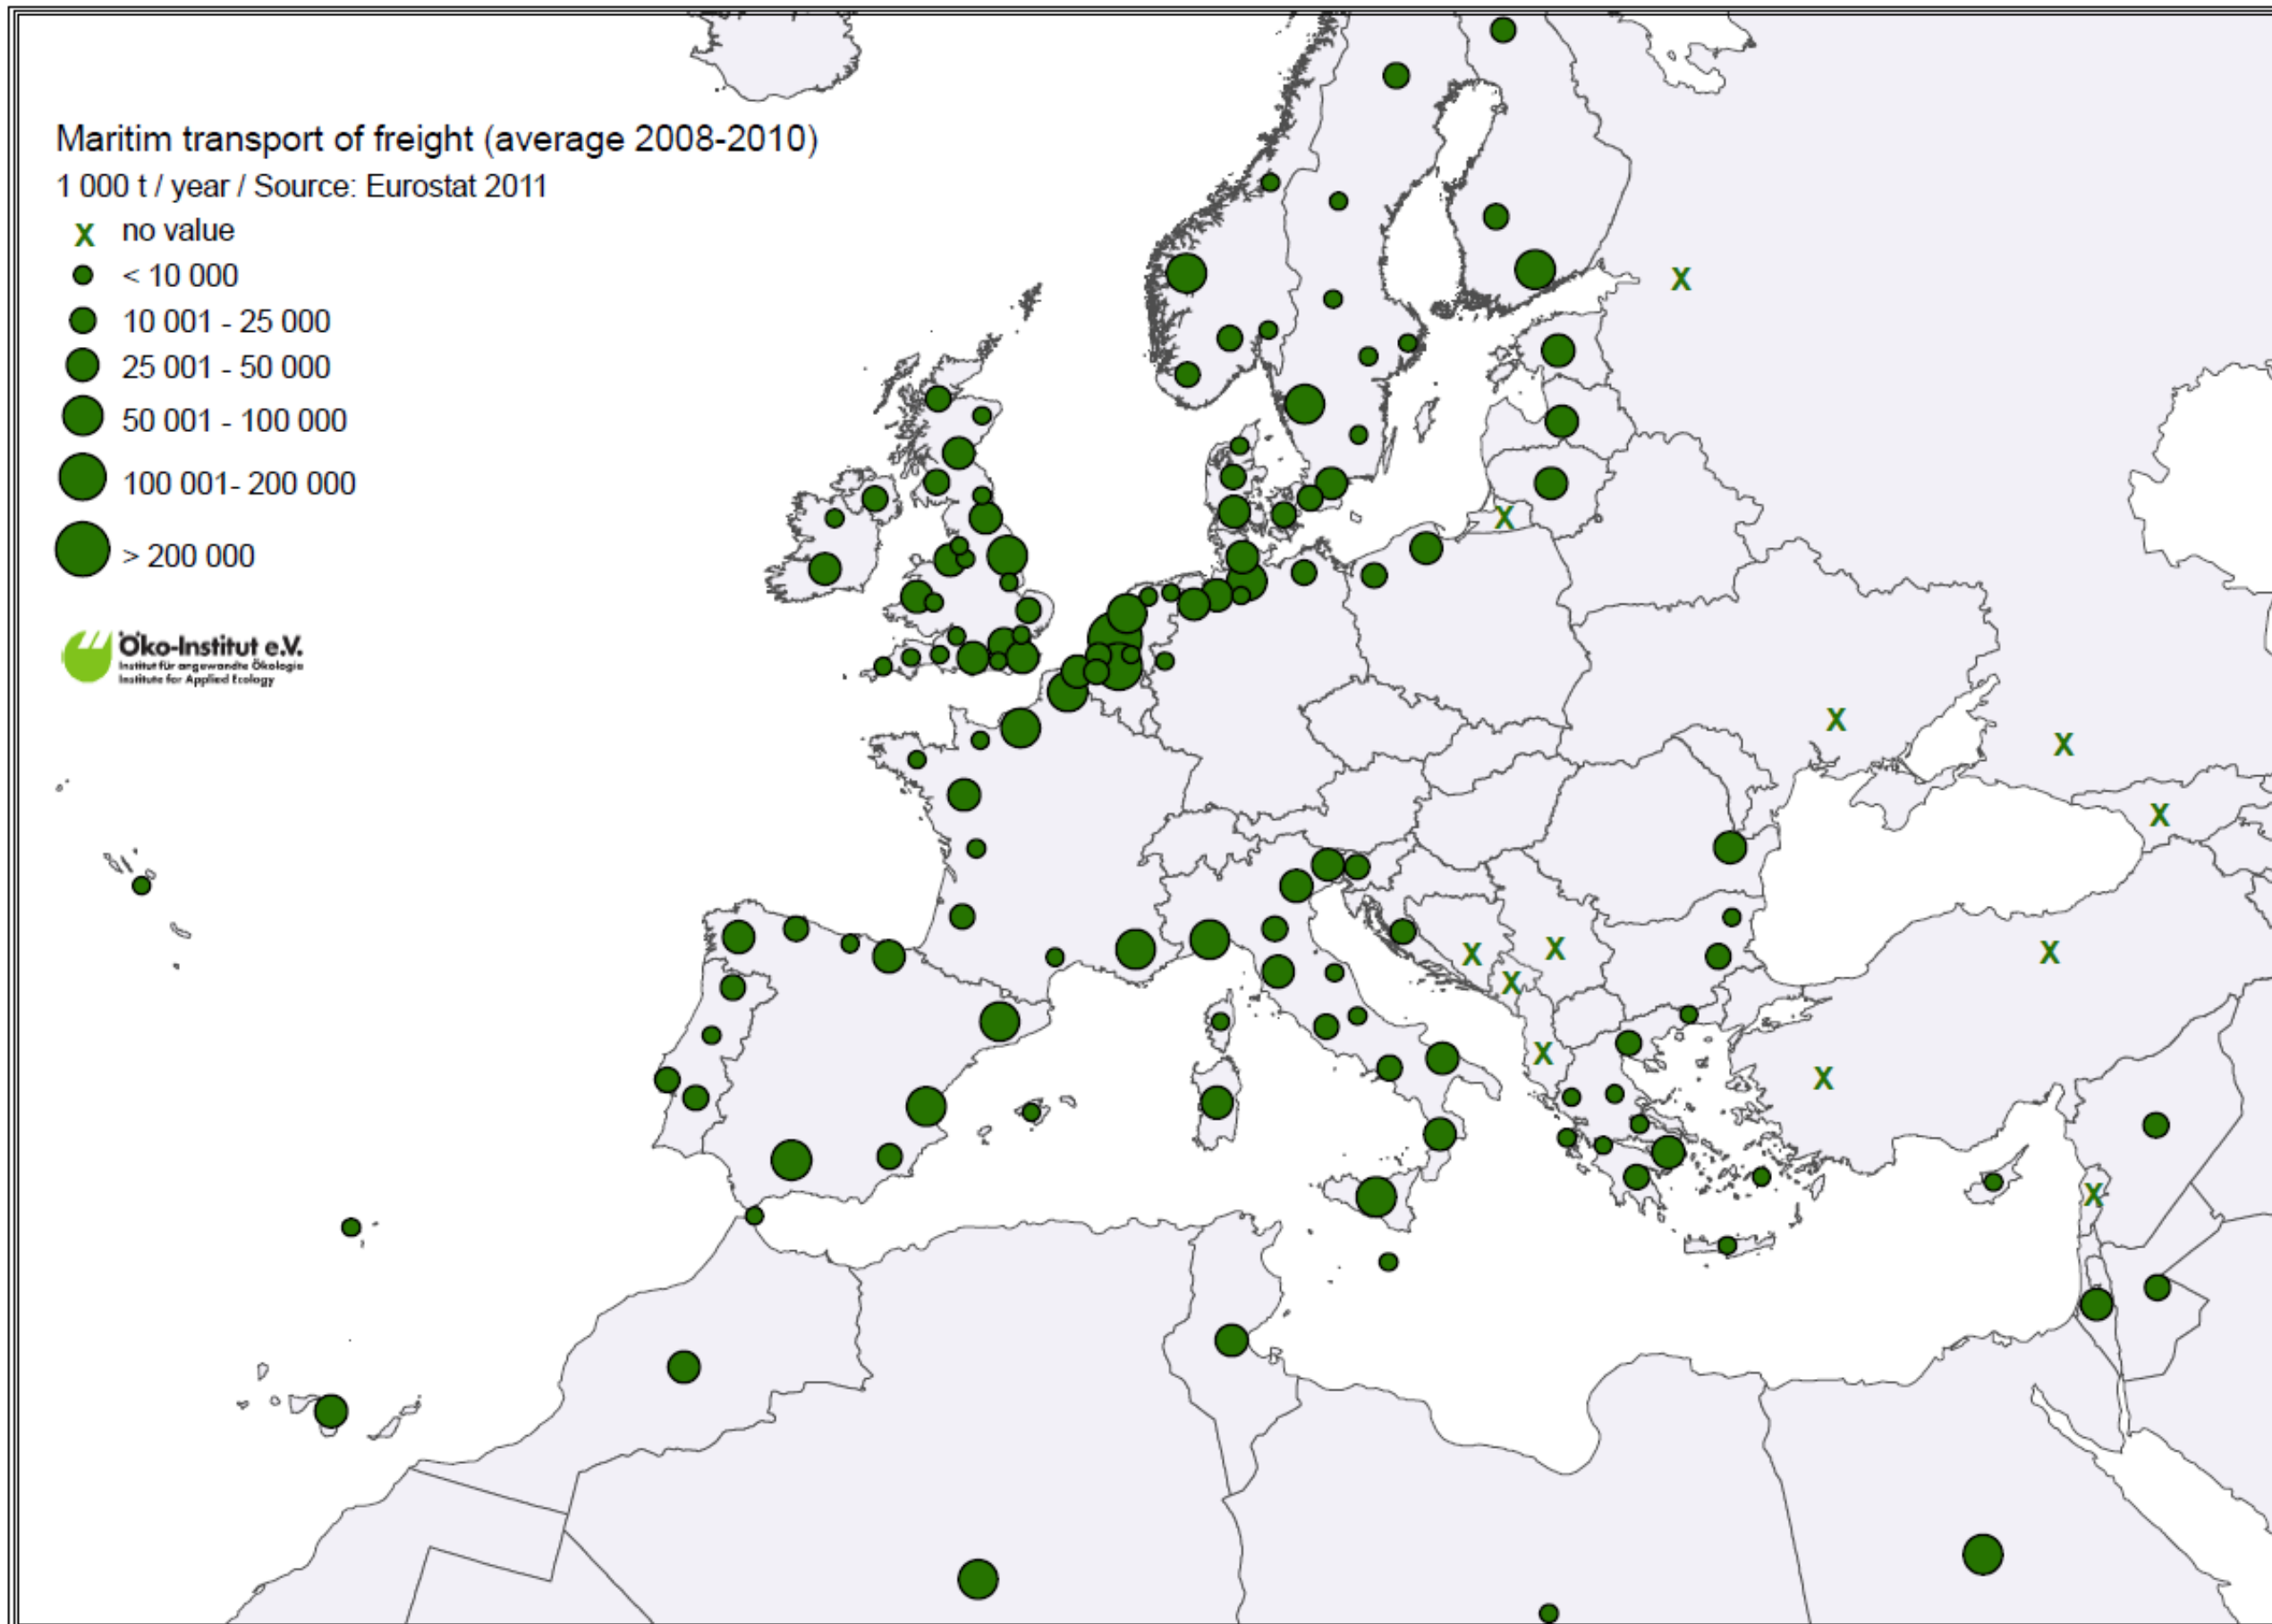 Maritim transport of freight (average 2008-2010)
1 000 t / year / Source: Eurostat 2011
x no value
< 10 000
10 001 - 25 000
25 001 - 50 000
50 001 - 100 000
100 001- 200 000
> 200 000
Öko-Institut e.V.
Institut für angewandte Ökologie
Institute for Applied Ecology
x
x
x
x
x
x
x
x
x
x
x
x
x